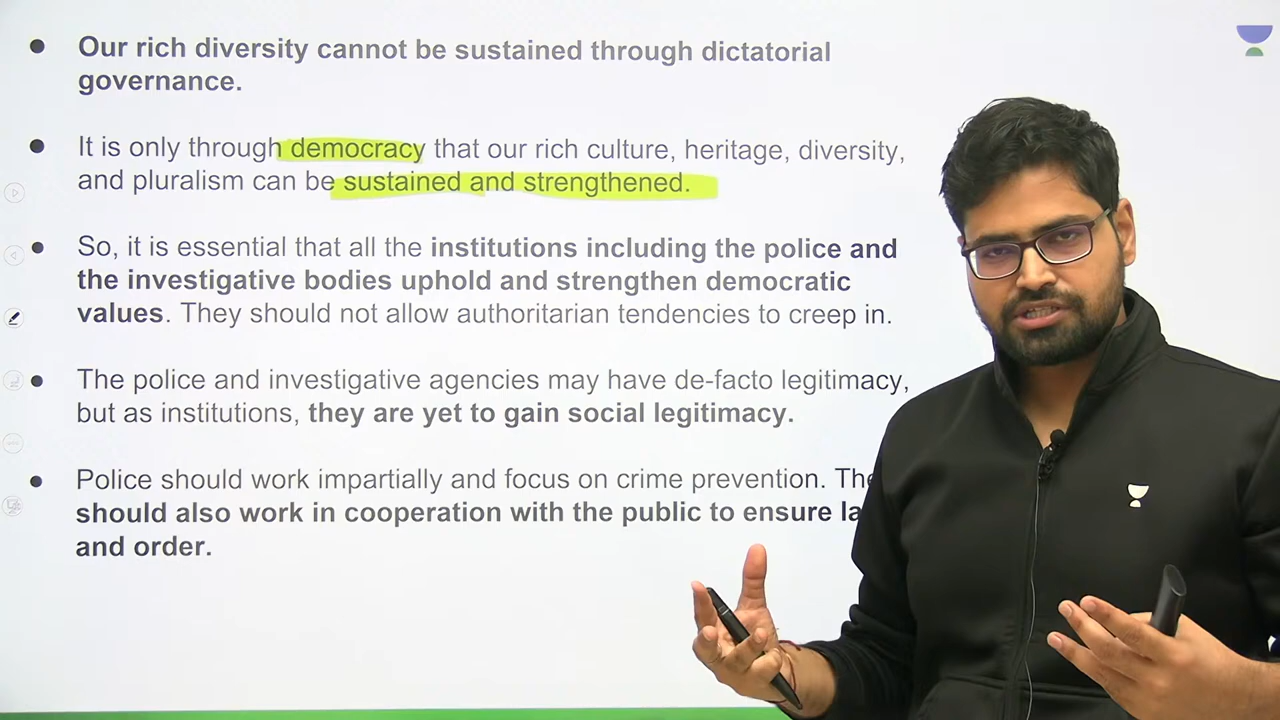 Our rich diversity cannot be sustained through dictatorial
governance.
It is only through democracy that our rich culture, heritage, diversity,
and pluralism can be sustained and strengthened.
So, it is essential that all the institutions including the police and
the investigative bodies uphold and strengthen democratic
values. They should not allow authoritarian tendencies to creep in.
The police and investigative agencies may have de-facto legitimacy,
but as institutions, they are yet to gain social legitimacy.
Police should work impartially and focus on crime prevention. The
should also work in cooperation with the public to ensure la
and order.